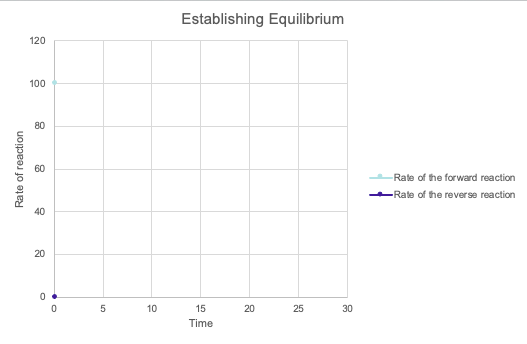 Establishing Equilibrium
120
100
80
60
40
20
0
Rate of reaction
0 5 10 15 20 25 30
Time
Rate of the forward reaction
Rate of the reverse reaction